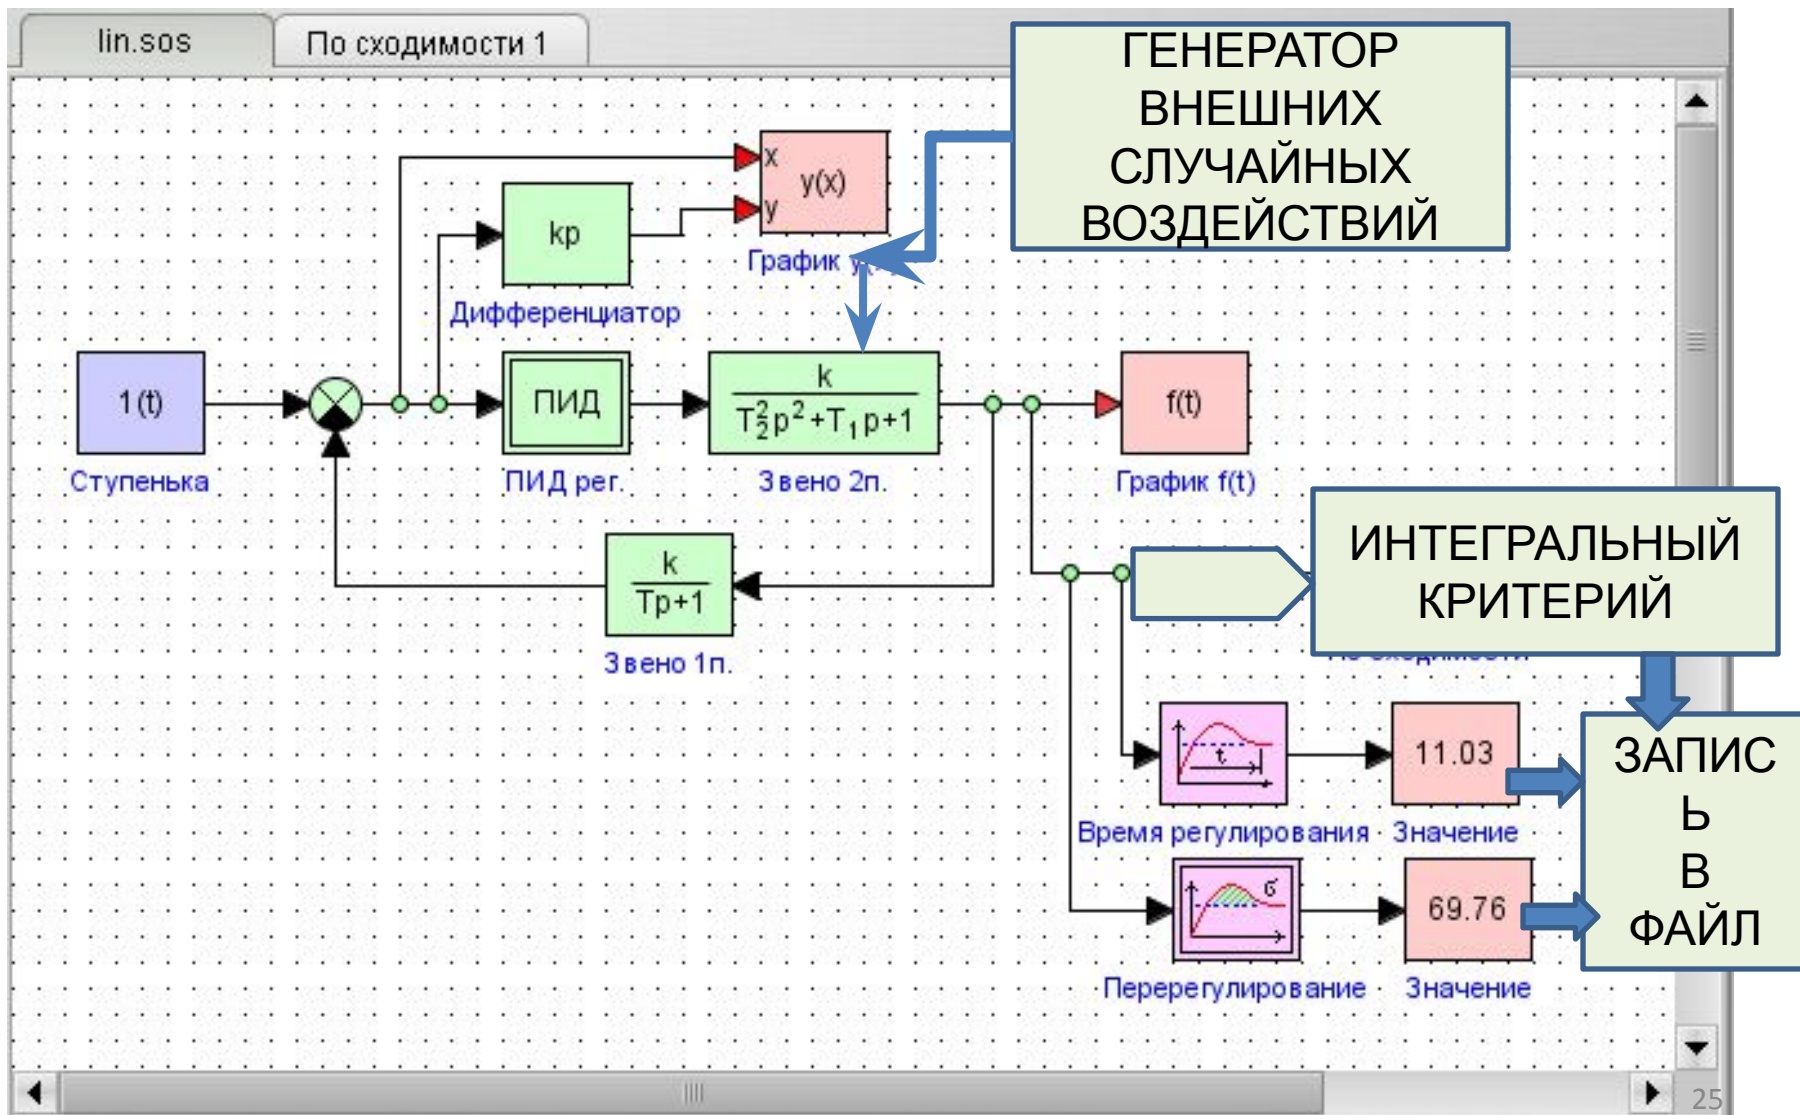 lin.sos
По сходимости 1
ГЕНЕРАТОР
ВНЕШНИХ
СЛУЧАЙНЫХ
ВОЗДЕЙСТВИЙ
x
y
y(x)
График
kp
Дифференциатор
1(t)
Ступенька
ПИД
ПИД рег.
k
T₂²p²+T₁p+1
Звено 2п.
f(t)
График f(t)
k
Tp+1
Звено 1п.
ИНТЕГРАЛЬНЫЙ
КРИТЕРИЙ
t
Время регулирования
11.03
Значение
σ
Перерегулирование
69.76
Значение
ЗАПИС
Ь
В
ФАЙЛ
25